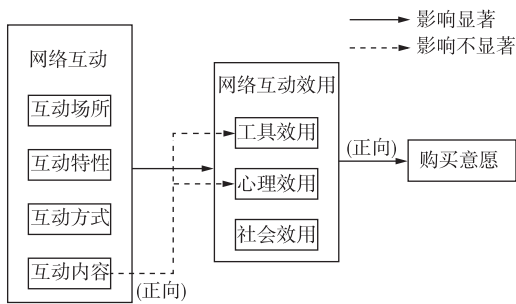 影响显著
影响不显著
网络互动
互动场所
互动特性
互动方式
互动内容
(正向)
网络互动效用
工具效用
心理效用
社会效用
(正向)
购买意愿